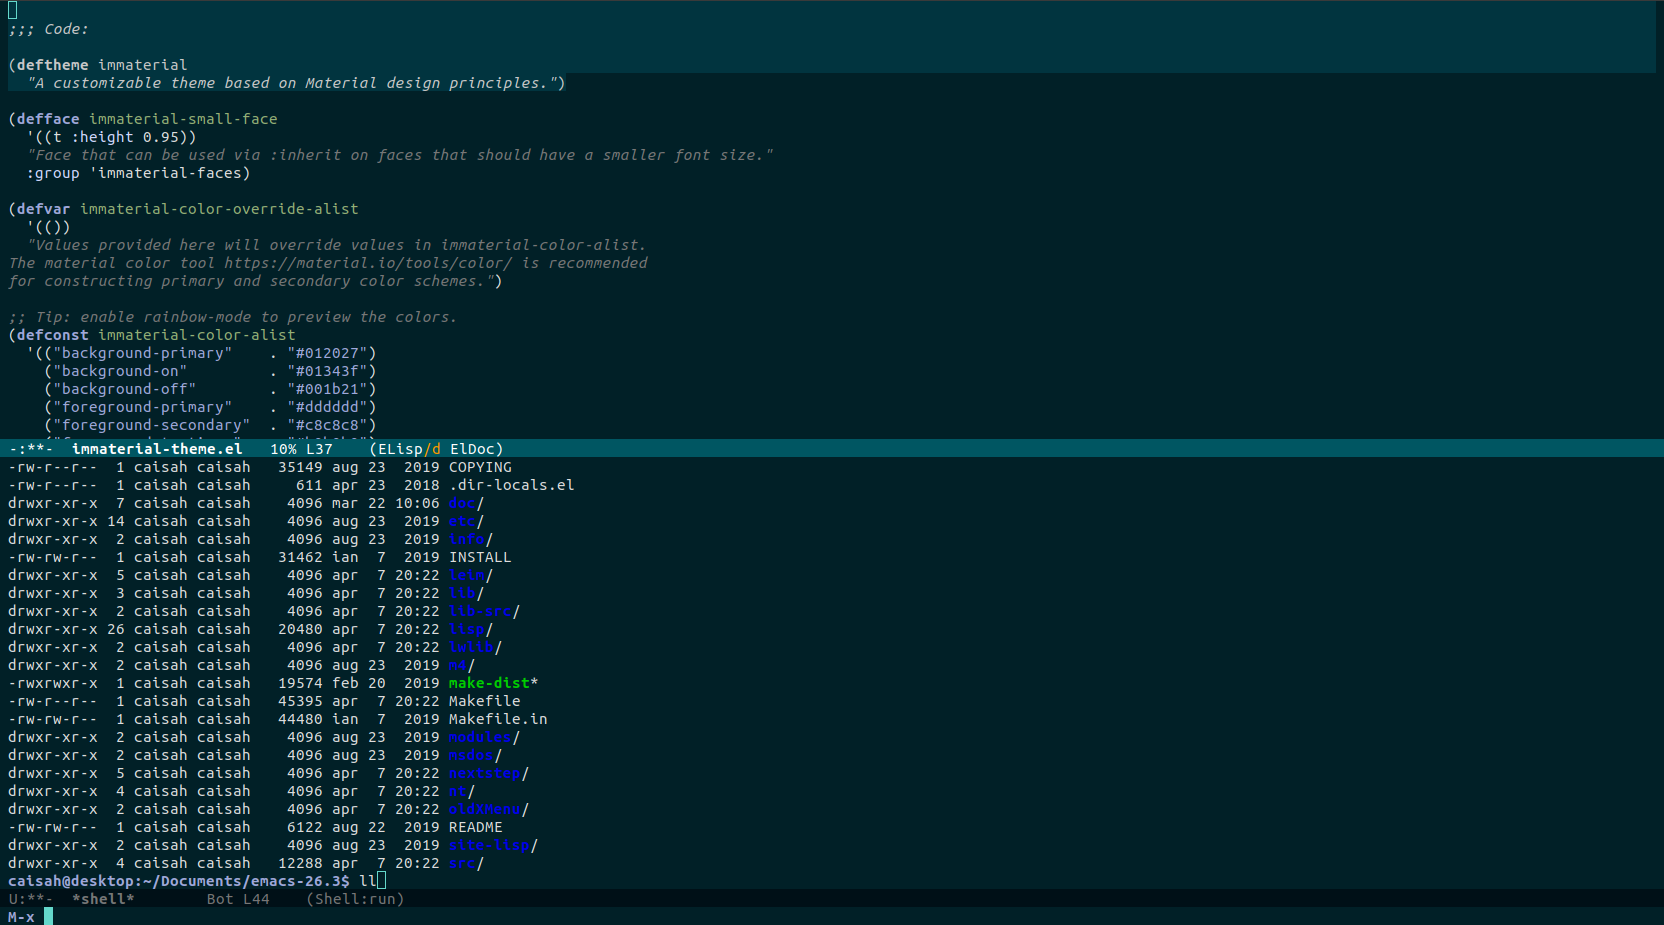 ;;; Code:
(deftheme immaterial
  "A customizable theme based on Material design principles.")
(defface immaterial-small-face
  '((t :height 0.95))
  "Face that can be used via :inherit on faces that should have a smaller font size."
  :group 'immaterial-faces)
(defvar immaterial-color-override-alist
  '(())
  "Values provided here will override values in immaterial-color-alist.
The material color tool https://material.io/tools/color/ is recommended
for constructing primary and secondary color schemes.")
;; Tip: enable rainbow-mode to preview the colors.
(defconst immaterial-color-alist
  '(("background-primary"    . "#012027")
    ("background-on"         . "#01343f")
    ("background-off"        . "#001b21")
    ("foreground-primary"    . "#dddddd")
    ("foreground-secondary"  . "#c8c8c8")
-:**-  immaterial-theme.el   10% L37    (ELisp/d ElDoc)
-rw-r--r--  1 caisah caisah   35149 aug 23  2019 COPYING
-rw-r--r--  1 caisah caisah     611 apr 23  2018 .dir-locals.el
drwxr-xr-x  7 caisah caisah    4096 mar 22 10:06 doc/
drwxr-xr-x 14 caisah caisah    4096 aug 23  2019 etc/
drwxr-xr-x  2 caisah caisah    4096 aug 23  2019 info/
-rw-rw-r--  1 caisah caisah   31462 ian  7  2019 INSTALL
drwxr-xr-x  5 caisah caisah    4096 apr  7 20:22 leim/
drwxr-xr-x  3 caisah caisah    4096 apr  7 20:22 lib/
drwxr-xr-x  2 caisah caisah    4096 apr  7 20:22 lib-src/
drwxr-xr-x 26 caisah caisah   20480 apr  7 20:22 lisp/
drwxr-xr-x  2 caisah caisah    4096 apr  7 20:22 lwlib/
drwxr-xr-x  2 caisah caisah    4096 aug 23  2019 m4/
-rwxrwxr-x  1 caisah caisah   19574 feb 20  2019 make-dist*
-rw-r--r--  1 caisah caisah   45395 apr  7 20:22 Makefile
-rw-rw-r--  1 caisah caisah   44480 ian  7  2019 Makefile.in
drwxr-xr-x  2 caisah caisah    4096 aug 23  2019 modules/
drwxr-xr-x  2 caisah caisah    4096 aug 23  2019 msdos/
drwxr-xr-x  5 caisah caisah    4096 apr  7 20:22 nextstep/
drwxr-xr-x  4 caisah caisah    4096 apr  7 20:22 nt/
drwxr-xr-x  2 caisah caisah    4096 apr  7 20:22 oldXMenu/
-rw-rw-r--  1 caisah caisah    6122 aug 22  2019 README
drwxr-xr-x  2 caisah caisah    4096 aug 23  2019 site-lisp/
drwxr-xr-x  4 caisah caisah   12288 apr  7 20:22 src/
caisah@desktop:~/Documents/emacs-26.3$ ll
U:**-  *shell*        Bot L44    (Shell:run)
M-x